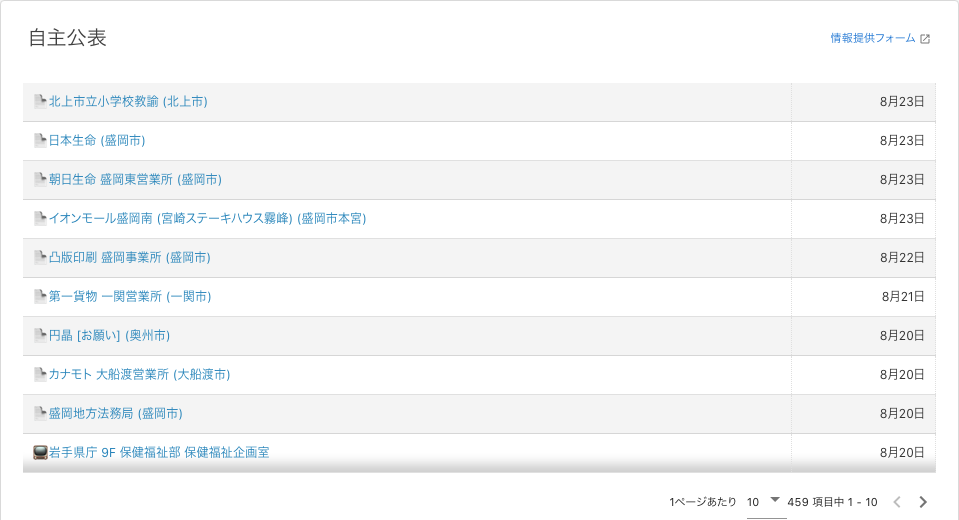 自主公表
情報提供フォーム
北上市立小学校教諭 (北上市) 8月23日
日本生命 (盛岡市) 8月23日
朝日生命 盛岡東営業所 (盛岡市) 8月23日
イオンモール盛岡南 (宮崎ステーキハウス霧峰) (盛岡市本宮) 8月23日
凸版印刷 盛岡事業所 (盛岡市) 8月22日
第一貨物 一関営業所 (一関市) 8月21日
円晶 [お願い] (奥州市) 8月20日
カナモト 大船渡営業所 (大船渡市) 8月20日
盛岡地方法務局 (盛岡市) 8月20日
岩手県庁 9F 保健福祉部 保健福祉企画室 8月20日
1ページあたり 10 459 項目中 1 - 10